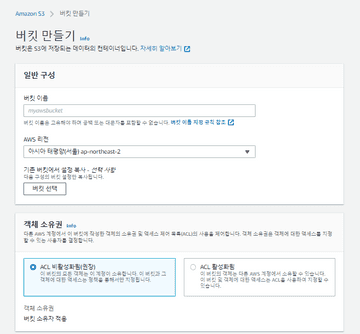 Amazon S3 > 버킷 만들기
버킷 만들기 Info
버킷은 S3에 저장되는 데이터의 컨테이너입니다. 자세히 알아보기
일반 구성
버킷 이름
myawsbucket
버킷 이름은 고유해야 하며 공백 또는 대문자를 포함할 수 없습니다. 버킷 이름 지정 규칙 참조
AWS 리전
아시아 태평양(서울) ap-northeast-2
기존 버킷에서 설정 복사 - 선택 사항
다음 구성의 버킷 설정만 복사됩니다.
버킷 선택
객체 소유권 Info
다른 AWS 계정에서 이 버킷에 작성한 객체의 소유권 및 액세스 제어 목록(ACL)의 사용을 제어합니다. 객체 소유권은 객체에 대한 액세스를 지정
할 수 있는 사용자를 결정합니다.
ACL 비활성화됨(권장)
이 버킷의 모든 객체는 이 계정이 소유합니다. 이 버킷과 그
객체에 대한 액세스는 정책을 통해서만 지정됩니다.
ACL 활성화됨
이 버킷의 객체는 다른 AWS 계정에서 소유할 수 있습니다.
이 버킷 및 객체에 대한 액세스는 ACL을 사용하여 지정할 수
있습니다.
객체 소유권
버킷 소유자 적용